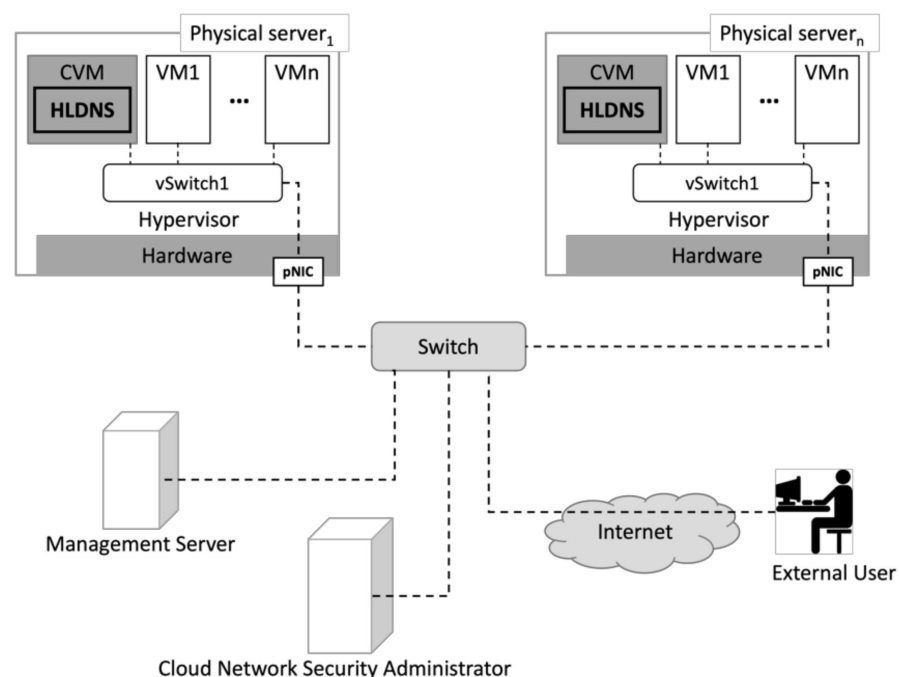 Physical server1
CVM
HLDNS
VM1
...
VMn
vSwitch1
Hypervisor
Hardware
pNIC
Physical servern
CVM
HLDNS
VM1
...
VMn
vSwitch1
Hypervisor
Hardware
pNIC
Switch
Management Server
Internet
External User
Cloud Network Security Administrator